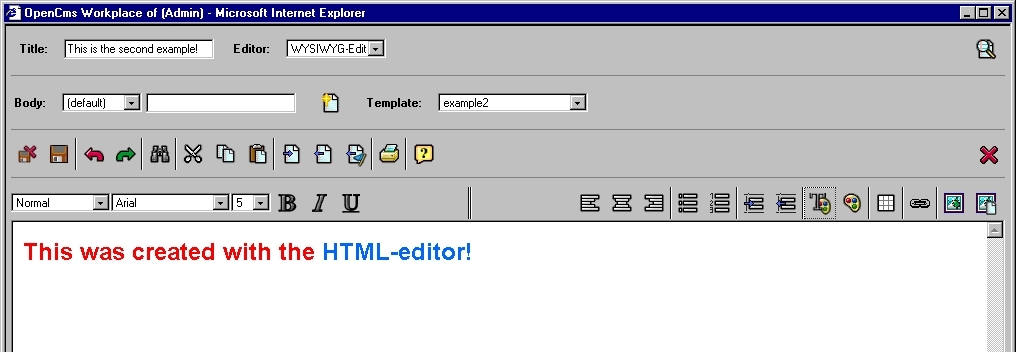 OpenCms Workplace of (Admin) - Microsoft Internet Explorer
Title: This is the second example! Editor: WYSIWYG-Edit
Body: (default) Template: example2
Normal Arial 5 B I U
This was created with the HTML-editor!